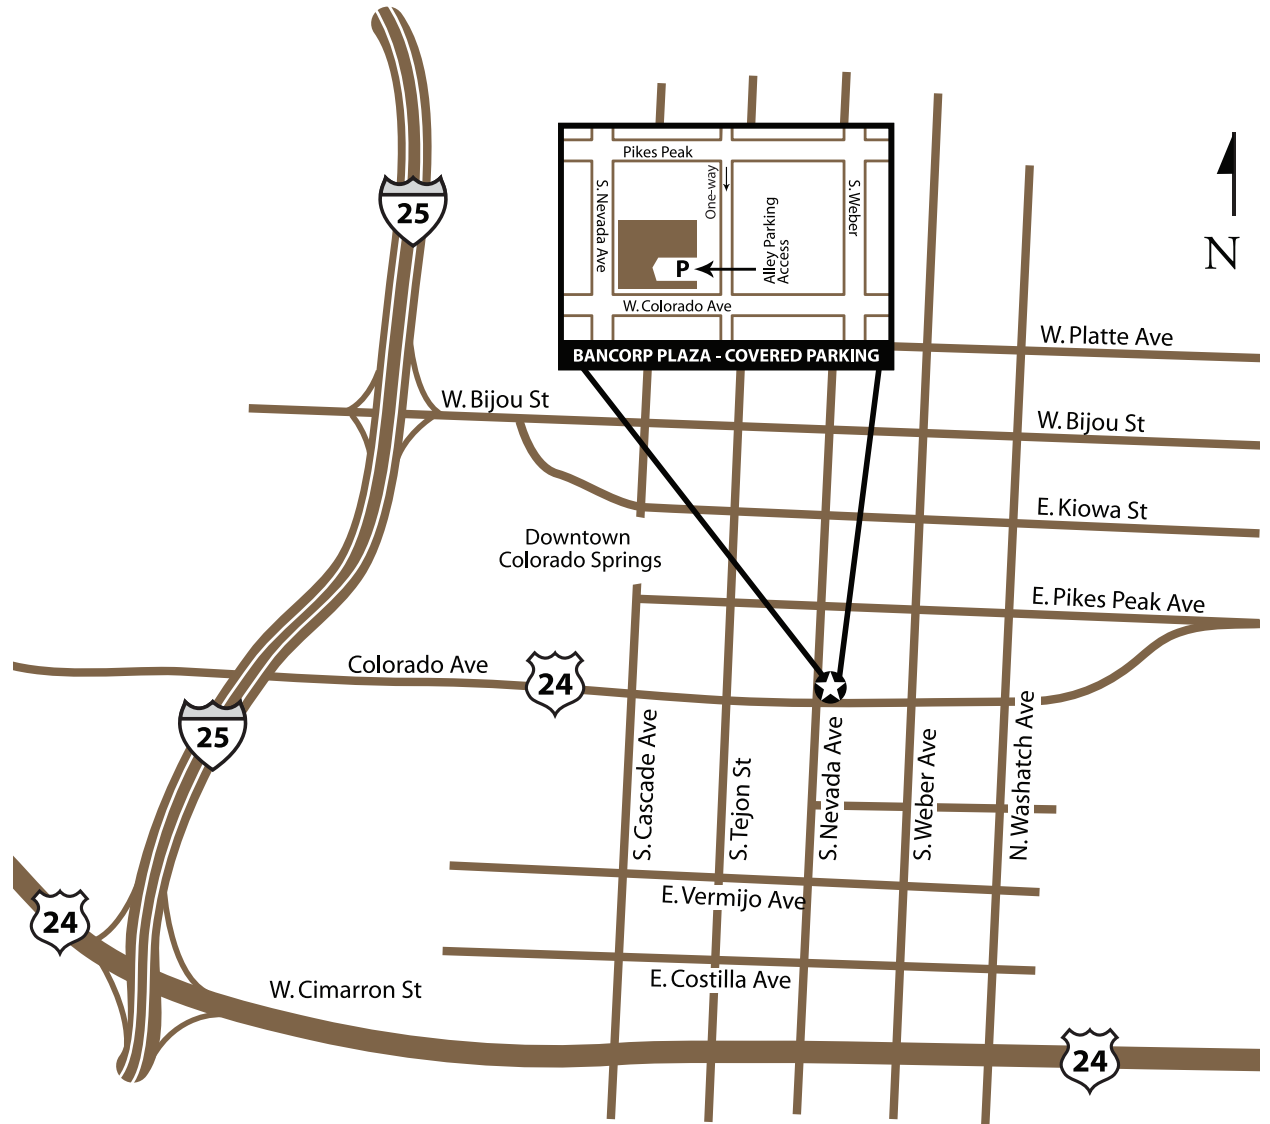 25
Pikes Peak
S. Nevada Ave
One-way
S. Weber
Alley Parking
Access
P
W. Colorado Ave
BANCORP PLAZA - COVERED PARKING
N
W. Platte Ave
W. Bijou St
W. Bijou St
E. Kiowa St
Downtown
Colorado Springs
E. Pikes Peak Ave
Colorado Ave
24
25
S. Cascade Ave
S. Tejon St
S. Nevada Ave
S. Weber Ave
N. Washatch Ave
E. Vermijo Ave
24
E. Costilla Ave
W. Cimarron St
24